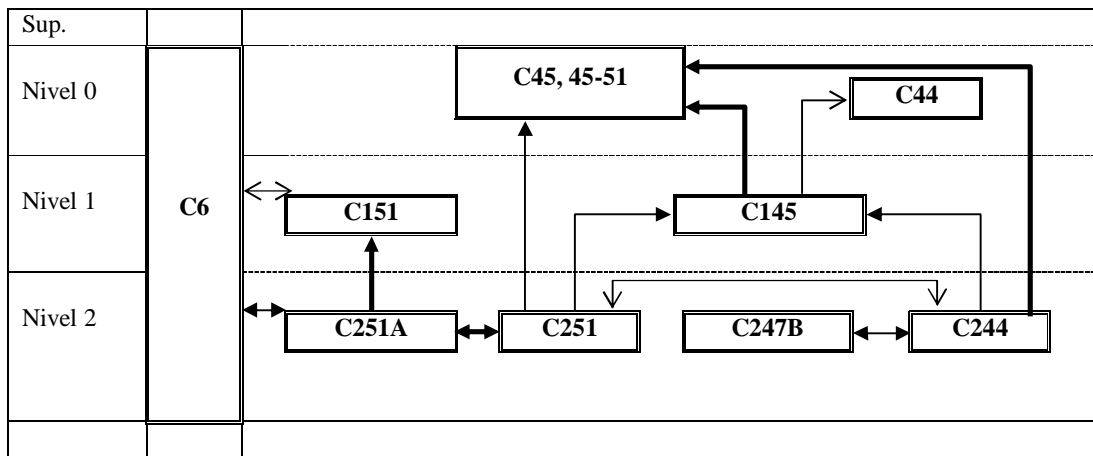 Sup.
C45, 45-51
Nivel 0
C44
Nivel 1
C6
C151
C145
Nivel 2
C251A
C251
C247B
C244